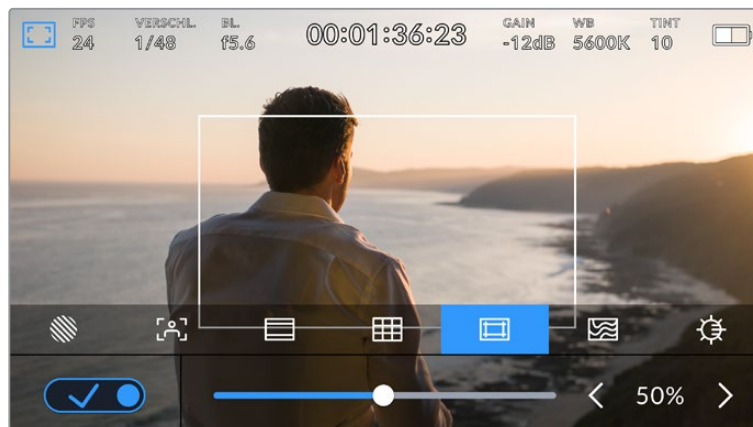 FPS VERSCHL. BL. GAIN WB TINT
24 1/48 f5.6 00:01:36:23 -12dB 5600K 10
50%